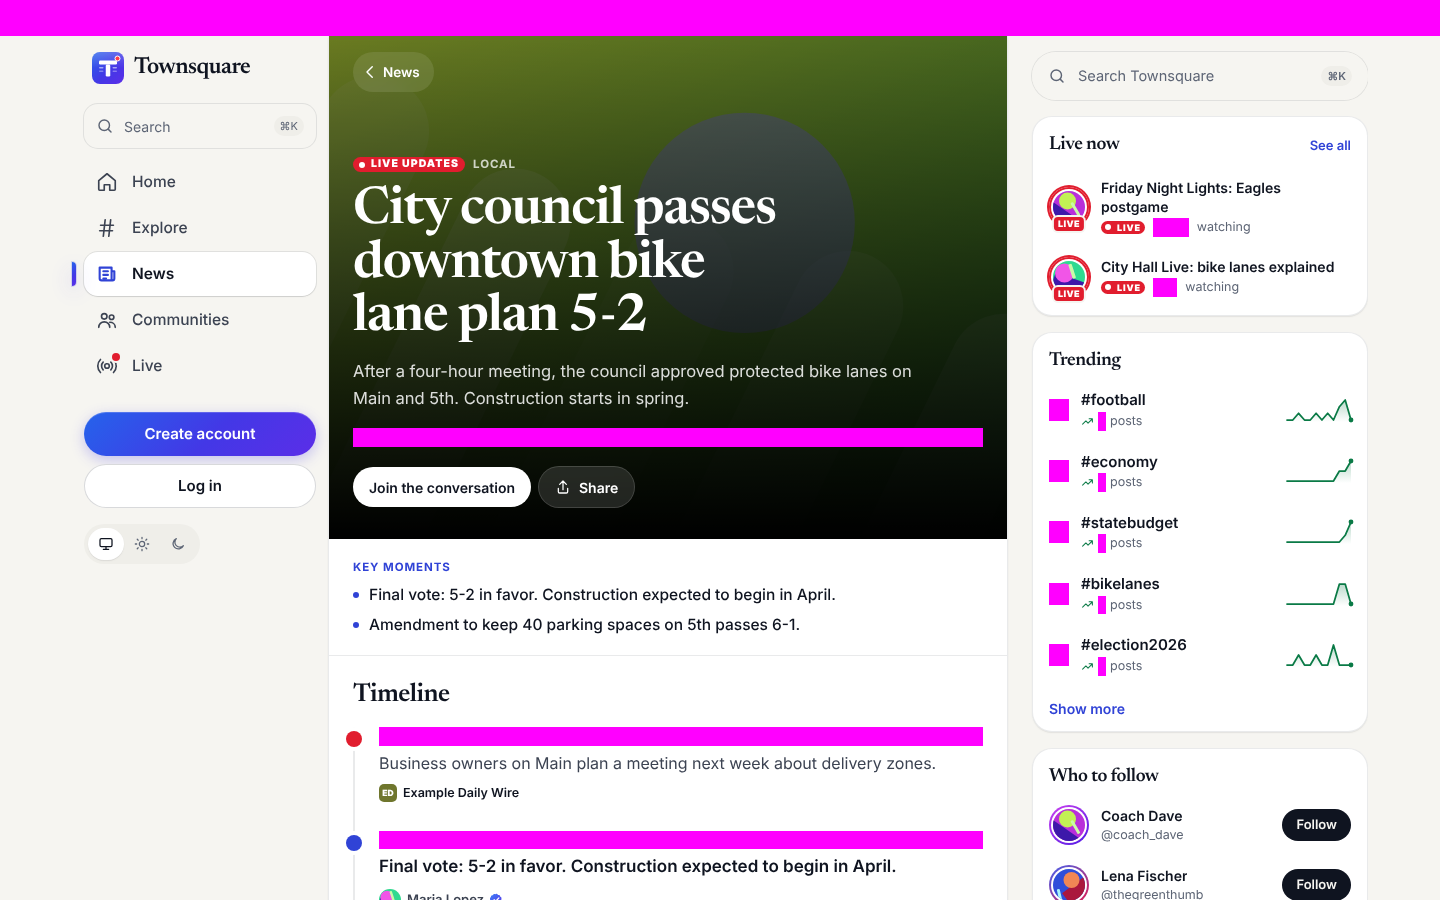 Townsquare
Search
⌘K
Home
Explore
News
Communities
Live
Create account
Log in
News
LIVE UPDATES
LOCAL
City council passes
downtown bike
lane plan 5-2
After a four-hour meeting, the council approved protected bike lanes on
Main and 5th. Construction starts in spring.
Join the conversation
Share
KEY MOMENTS
Final vote: 5-2 in favor. Construction expected to begin in April.
Amendment to keep 40 parking spaces on 5th passes 6-1.
Timeline
Business owners on Main plan a meeting next week about delivery zones.
ED
Example Daily Wire
Final vote: 5-2 in favor. Construction expected to begin in April.
Maria Lopez
Search Townsquare
⌘K
Live now
See all
Friday Night Lights: Eagles
postgame
LIVE
LIVE
watching
City Hall Live: bike lanes explained
LIVE
LIVE
watching
Trending
#football
posts
#economy
posts
#statebudget
posts
#bikelanes
posts
#election2026
posts
Show more
Who to follow
Coach Dave
@coach_dave
Follow
Lena Fischer
@thegreenthumb
Follow